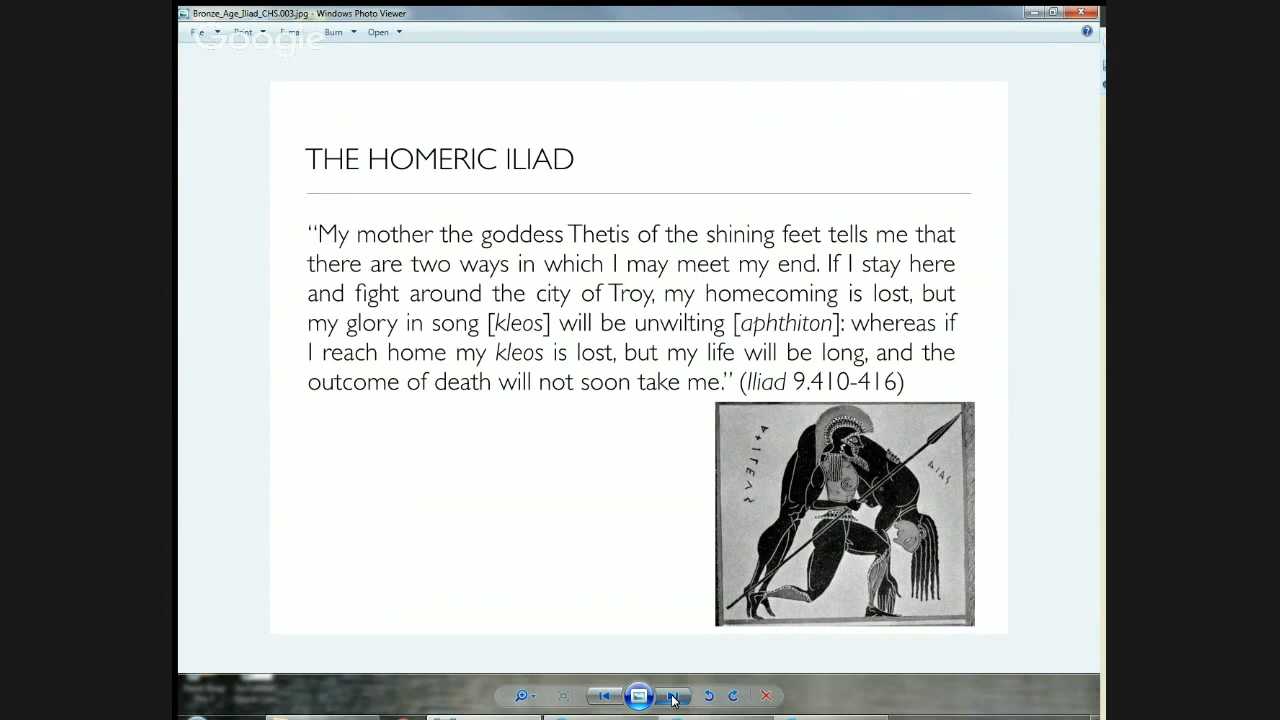 Bronze_Age_Iliad_CHS.003.jpg - Windows Photo Viewer
File Print E-mail Burn Open
Google
THE HOMERIC ILIAD
“My mother the goddess Thetis of the shining feet tells me that
there are two ways in which I may meet my end. If I stay here
and fight around the city of Troy, my homecoming is lost, but
my glory in song [kleos] will be unwilting [aphthiton]: whereas if
I reach home my kleos is lost, but my life will be long, and the
outcome of death will not soon take me.” (Iliad 9.410-416)
ΑΙΑΣ